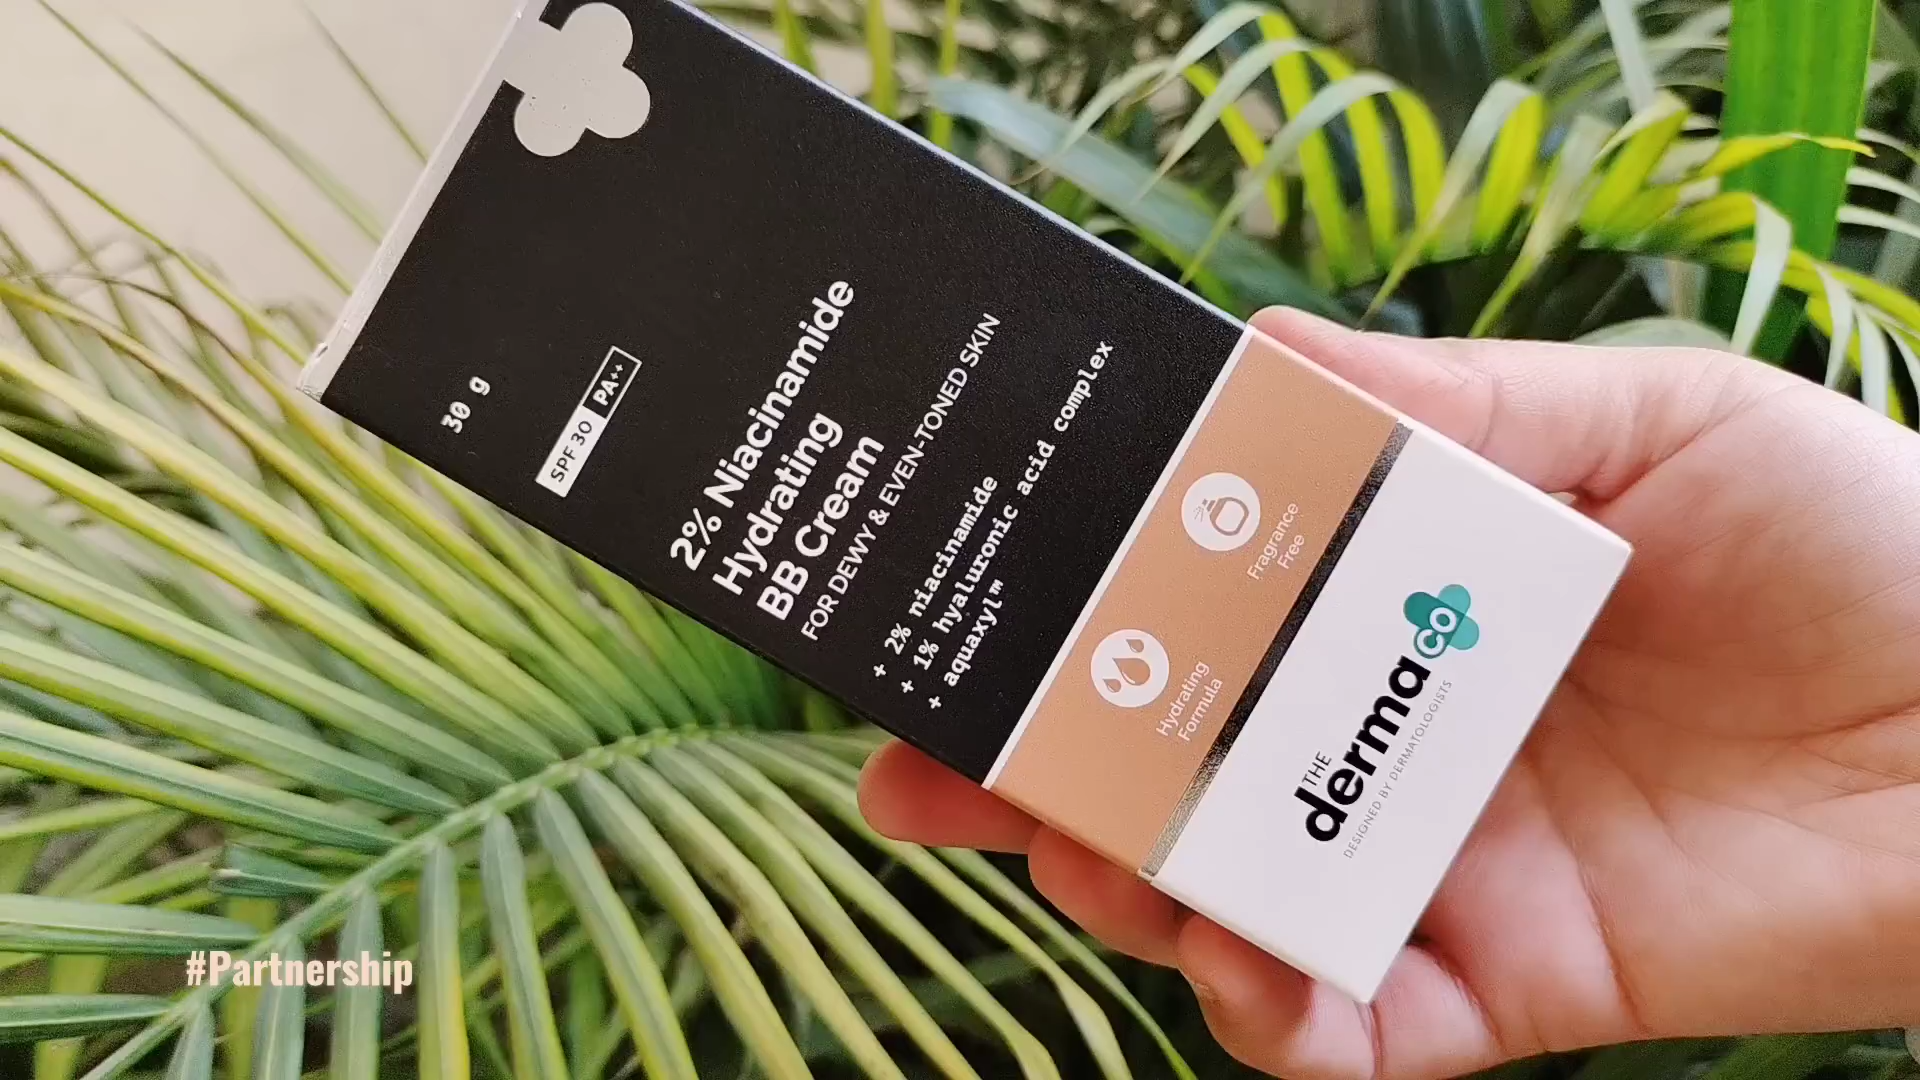 30 g
SPF 30 PA++
2% Niacinamide
Hydrating
BB Cream
FOR DEWY & EVEN-TONED SKIN
+ 2% niacinamide
+ 1% hyaluronic acid complex
+ aquaxyl™
Hydrating
Formula
Fragrance
Free
THE
derma
co
DESIGNED BY DERMATOLOGISTS
#Partnership